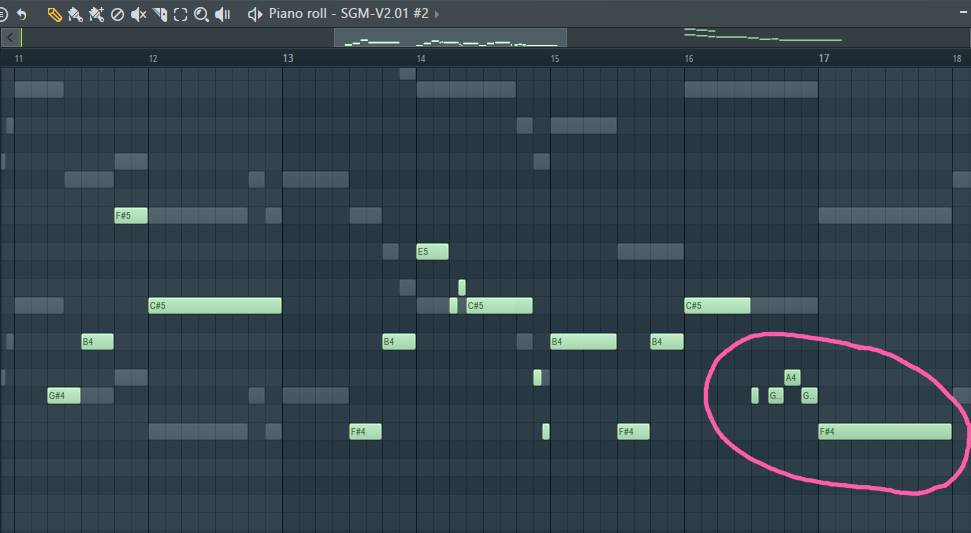 Piano roll - SGM-V2.01 #2
11 12 13 14 15 16 17 18
F#5
E5
C#5 C#5 C#5
B4 B4 B4 B4
A4
G#4 G.. G..
F#4 F#4 F#4